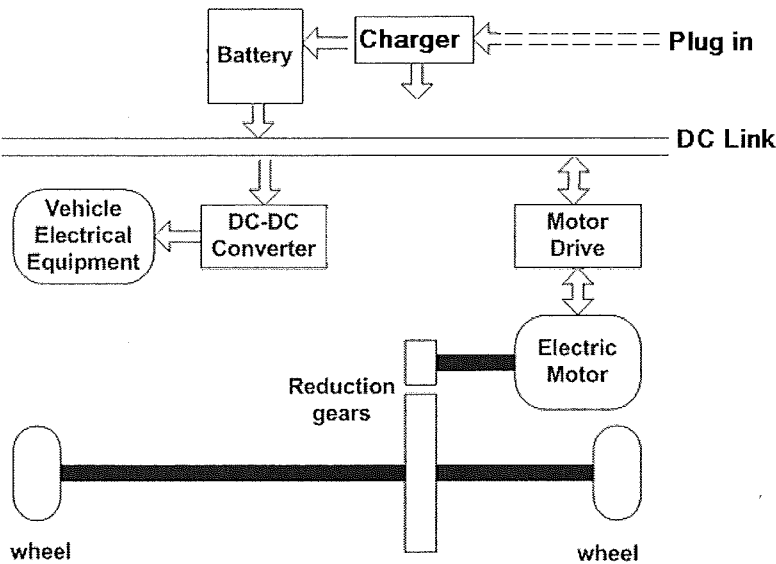 Battery
Charger
Plug in
DC Link
Vehicle
Electrical
Equipment
DC-DC
Converter
Motor
Drive
Electric
Motor
Reduction
gears
wheel
wheel